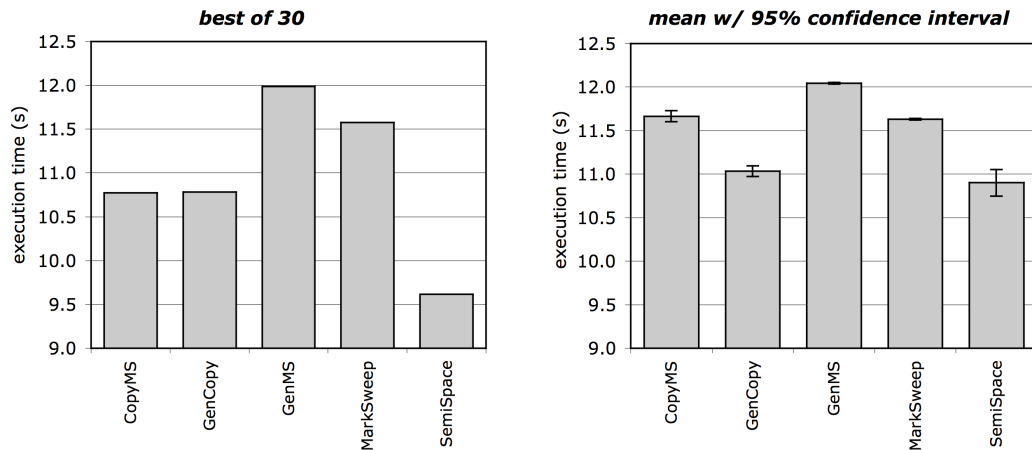 best of 30
execution time (s)
12.5
12.0
11.5
11.0
10.5
10.0
9.5
9.0
CopyMS
GenCopy
GenMS
MarkSweep
SemiSpace
mean w/ 95% confidence interval
execution time (s)
12.5
12.0
11.5
11.0
10.5
10.0
9.5
9.0
CopyMS
GenCopy
GenMS
MarkSweep
SemiSpace